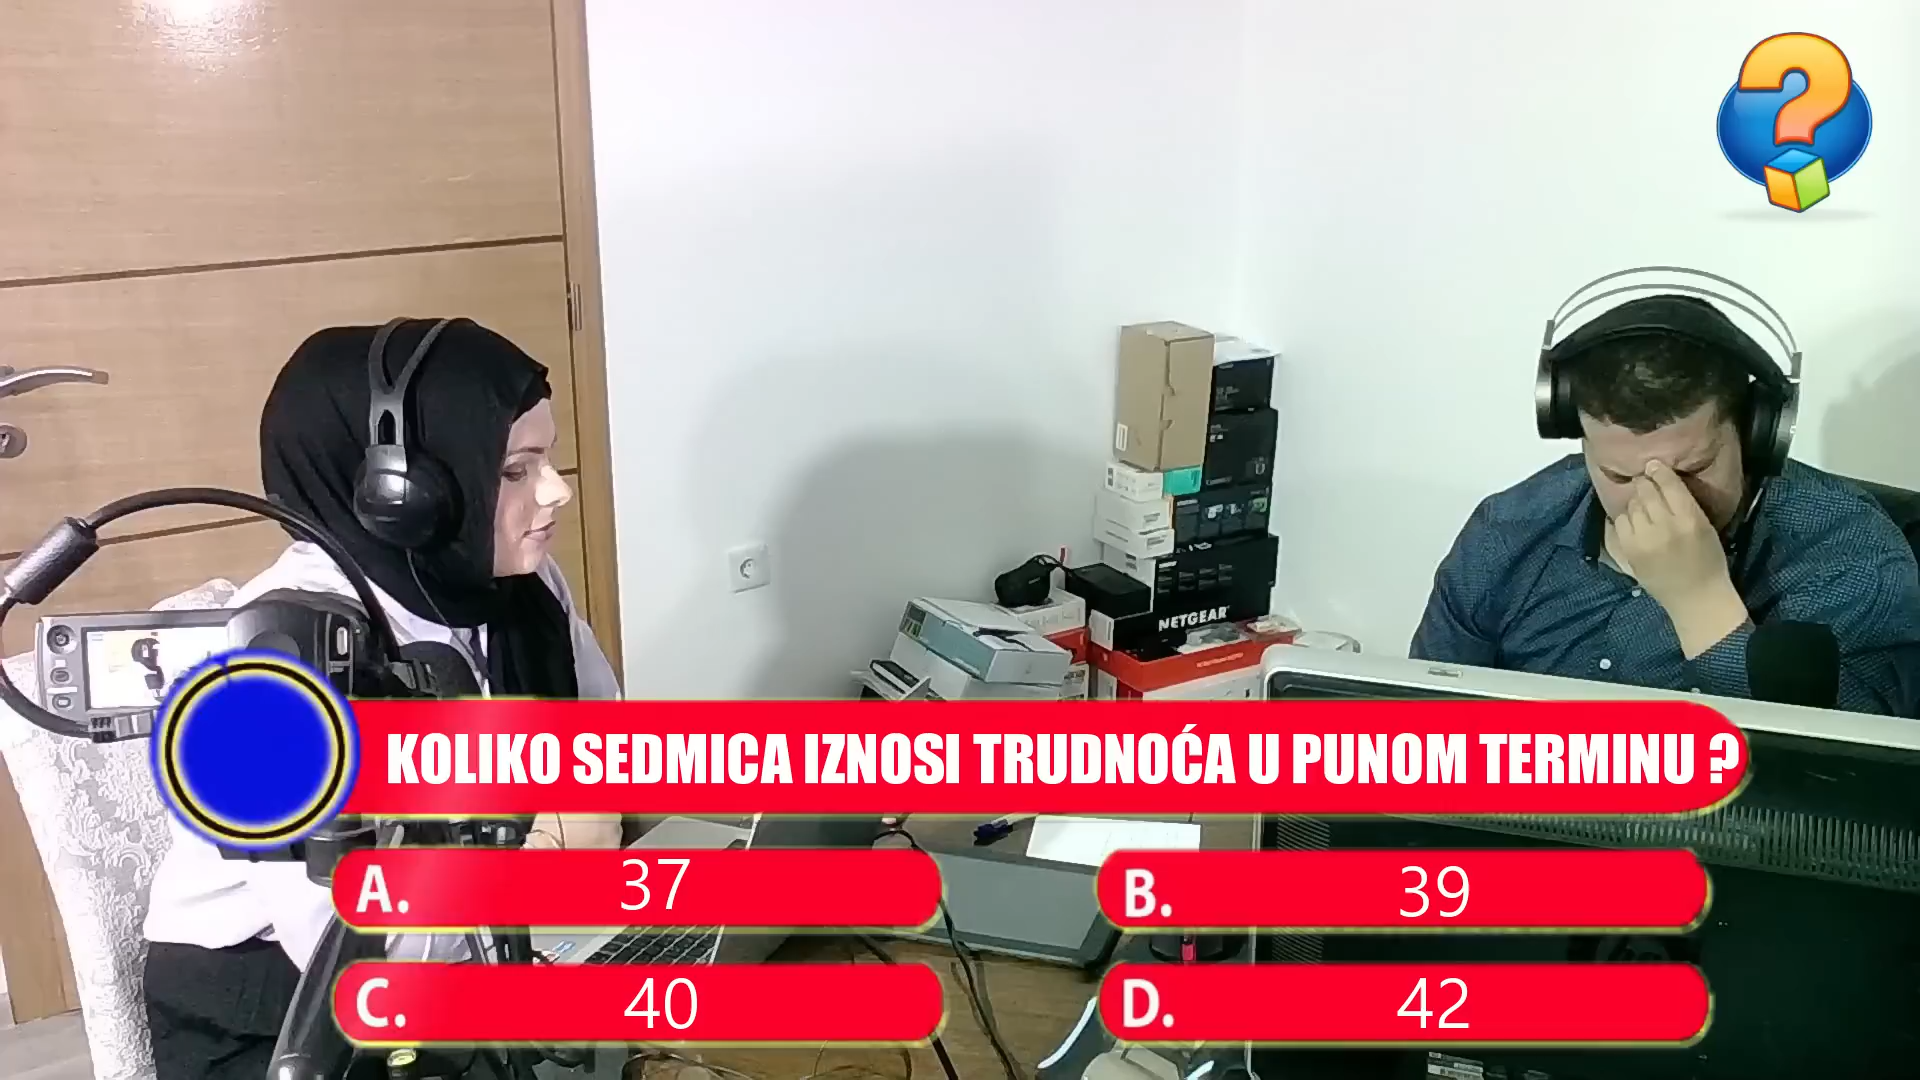 NETGEAR
KOLIKO SEDMICA IZNOSI TRUDNOĆA U PUNOM TERMINU ?
A. 37
B. 39
C. 40
D. 42